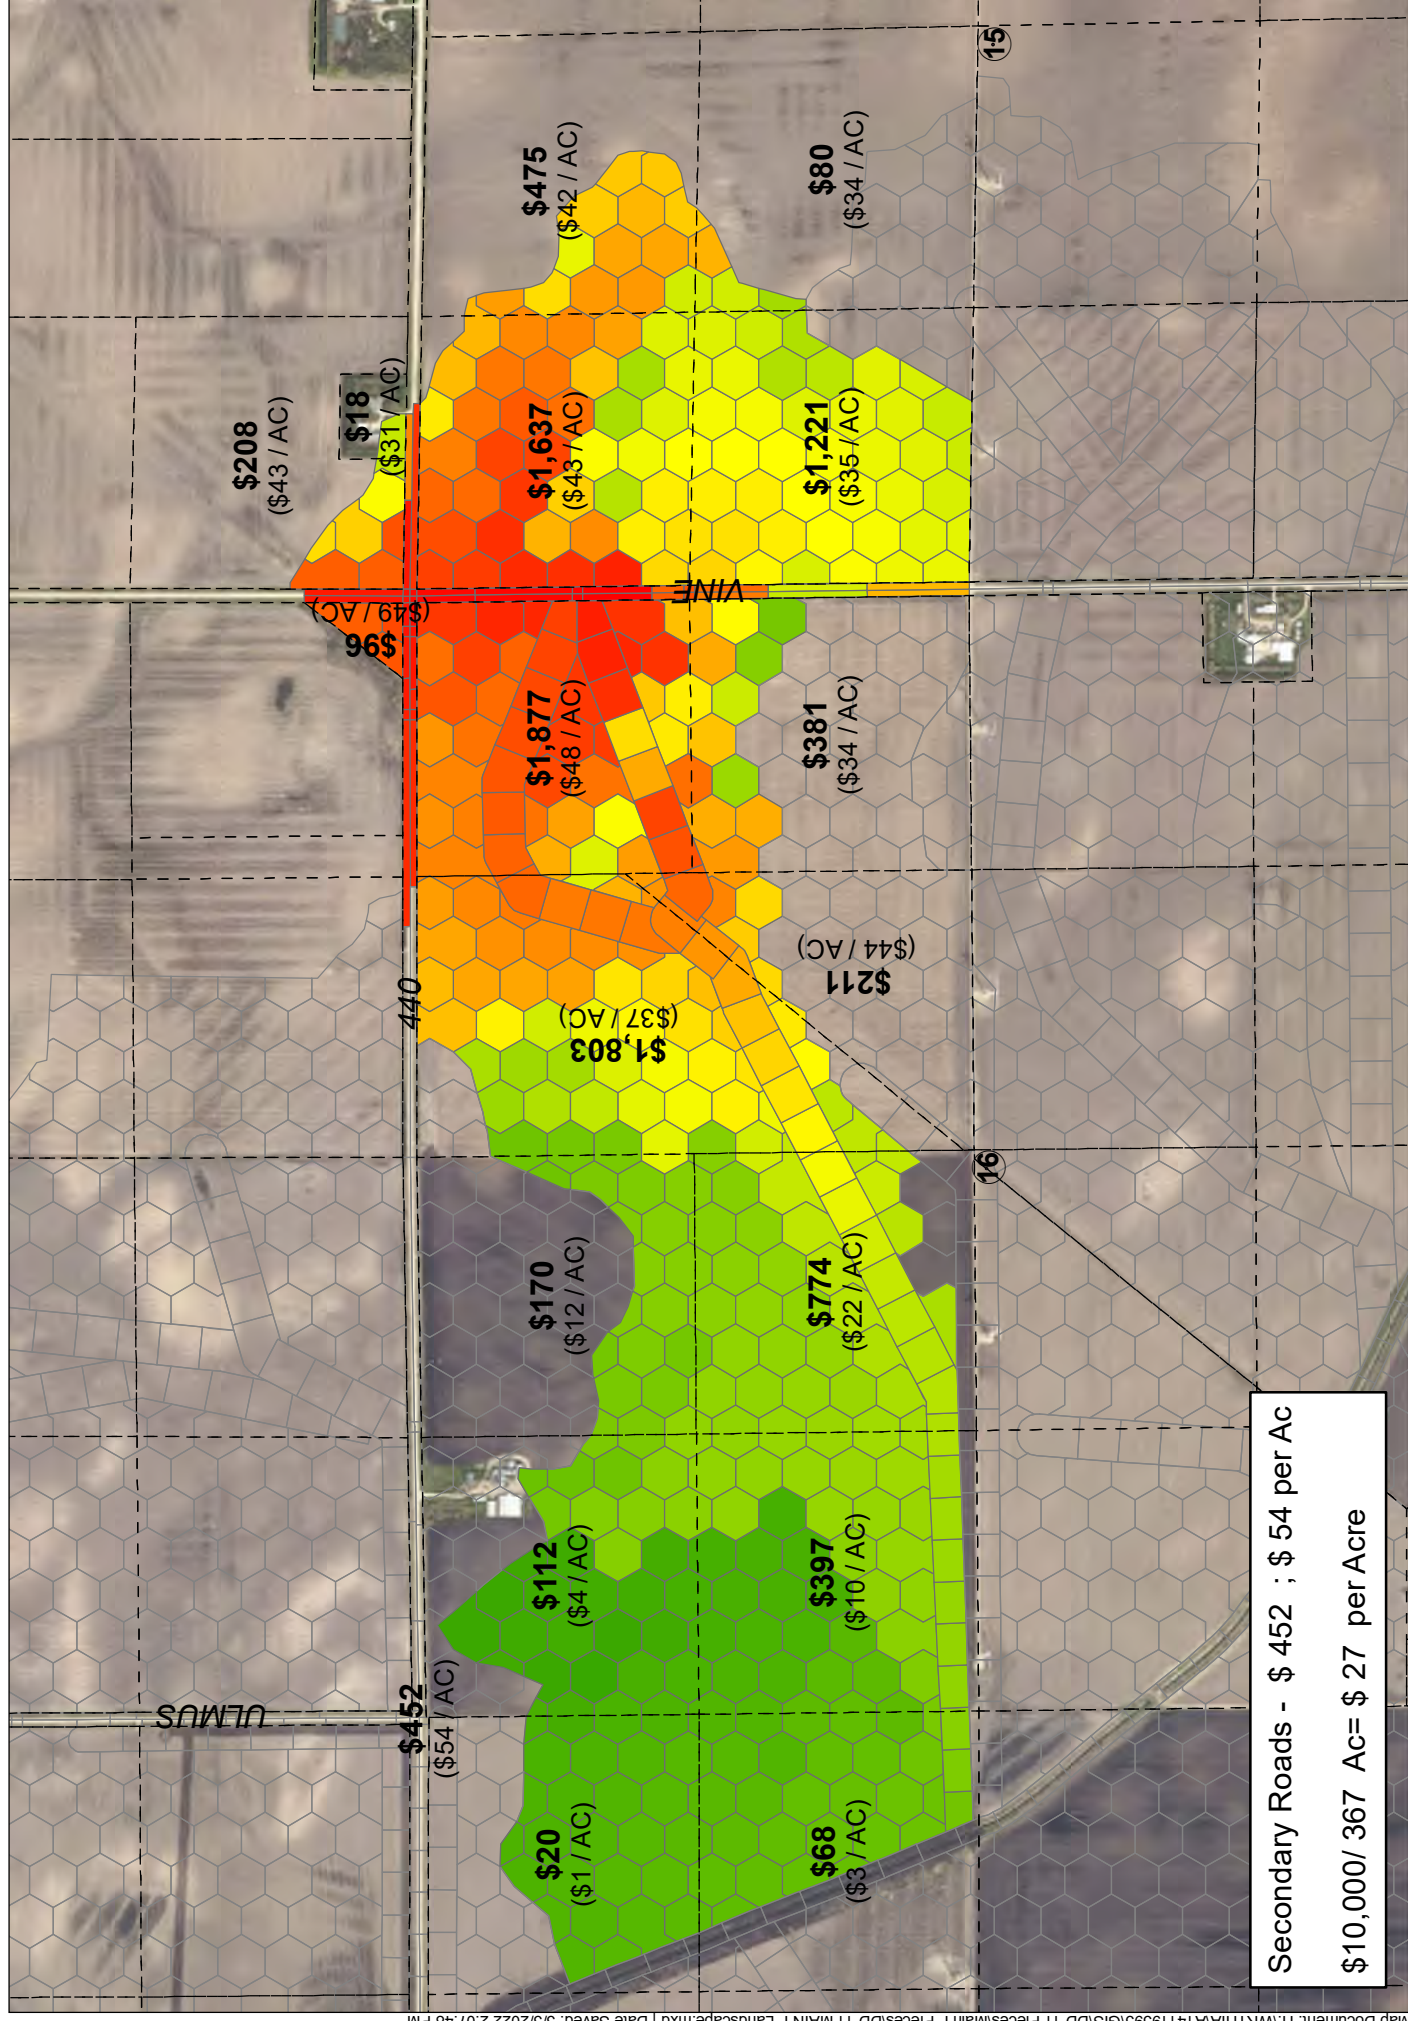 15
$475
($42 / AC)
$80
($34 / AC)
$208
($43 / AC)
$18
($31 / AC)
$1,637
($43 / AC)
$1,221
($35 / AC)
VINE
$96
($49 / AC)
$1,877
($48 / AC)
$381
($34 / AC)
$211
($44 / AC)
440
$1,803
($37 / AC)
16
$170
($12 / AC)
$774
($22 / AC)
$112
($4 / AC)
$397
($10 / AC)
ULMUS
$452
($54 / AC)
$20
($1 / AC)
$68
($3 / AC)
Secondary Roads - $ 452 ; $ 54 per Ac
$10,000/ 367 Ac= $ 27 per Acre